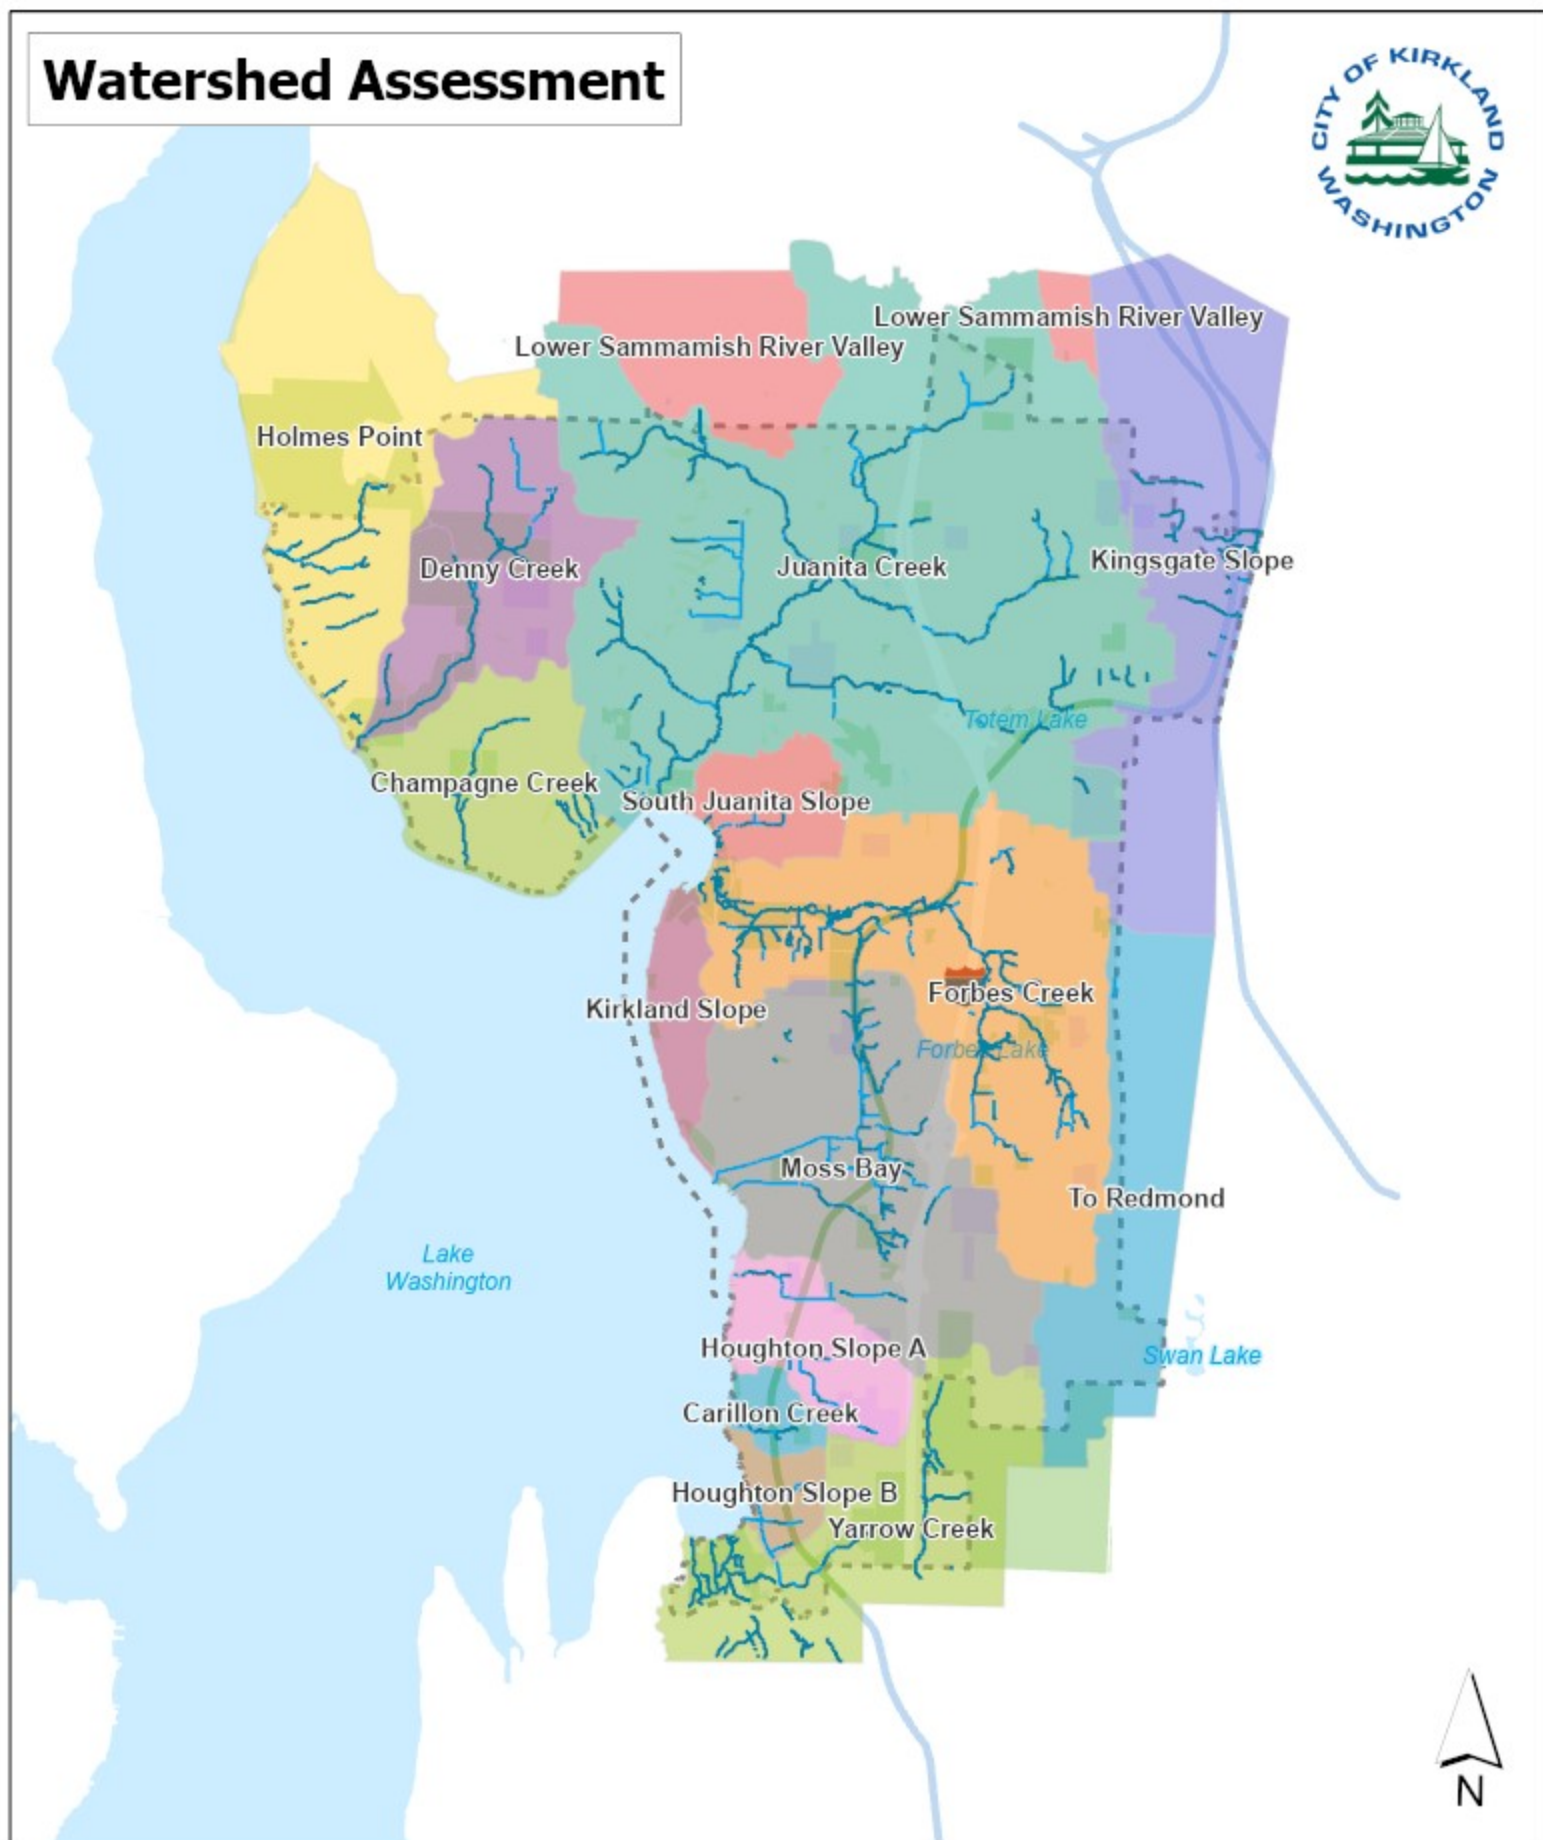 Watershed Assessment
CITY OF KIRKLAND
WASHINGTON
Lower Sammamish River Valley
Lower Sammamish River Valley
Holmes Point
Denny Creek
Juanita Creek
Kingsgate Slope
Totem Lake
Champagne Creek
South Juanita Slope
Kirkland Slope
Forbes Creek
Forbes Lake
Moss Bay
To Redmond
Lake
Washington
Houghton Slope A
Swan Lake
Carillon Creek
Houghton Slope B
Yarrow Creek
N